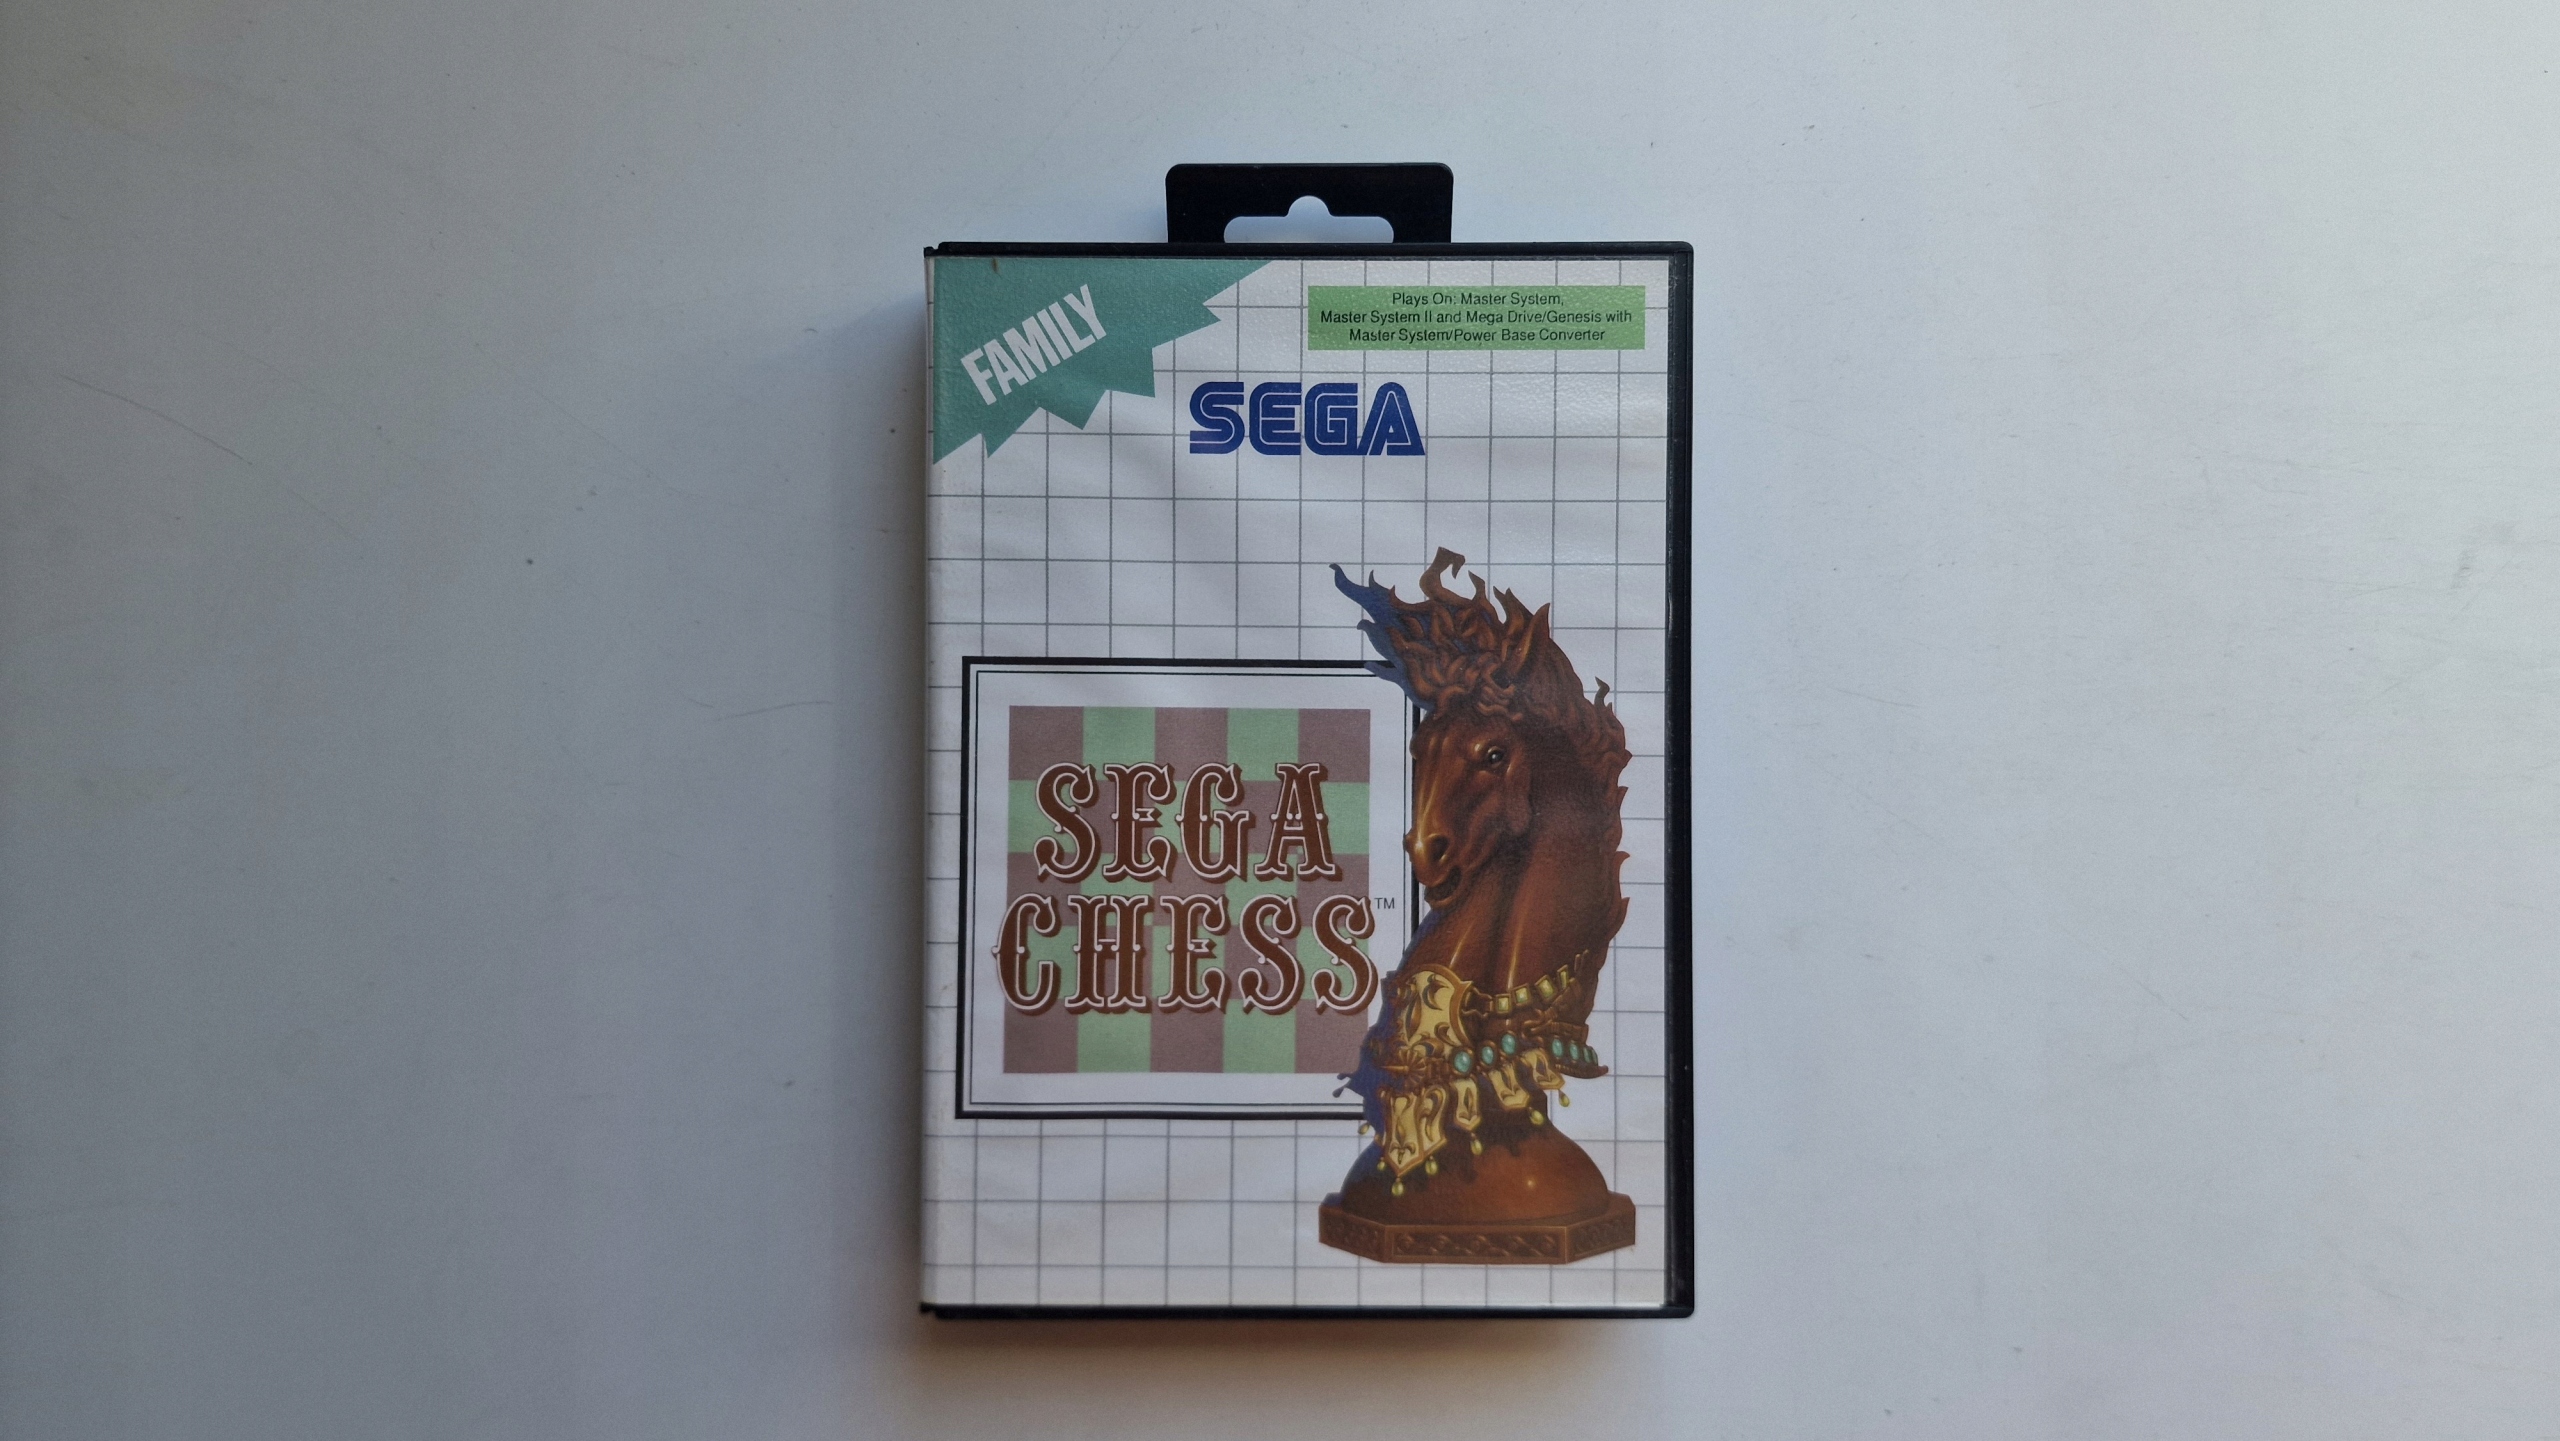 FAMILY
Plays On: Master System,
Master System II and Mega Drive/Genesis with
Master System/Power Base Converter
SEGA
SEGA
CHESS™